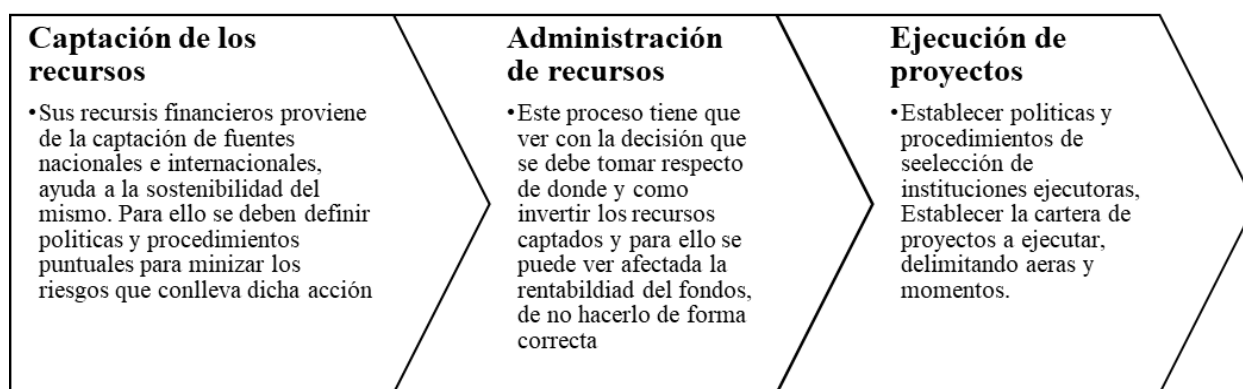 Captación de los
recursos
•Sus recursis financieros proviene
de la captación de fuentes
nacionales e internacionales,
ayuda a la sostenibilidad del
mismo. Para ello se deben definir
politicas y procedimientos
puntuales para minizar los
riesgos que conlleva dicha acción
Administración
de recursos
•Este proceso tiene que
ver con la decisión que
se debe tomar respecto
de donde y como
invertir los recursos
captados y para ello se
puede ver afectada la
rentabildiad del fondos,
de no hacerlo de forma
correcta
Ejecución de
proyectos
•Establecer politicas y
procedimientos de
seelección de
instituciones ejecutoras,
Establecer la cartera de
proyectos a ejecutar,
delimitando aeras y
momentos.